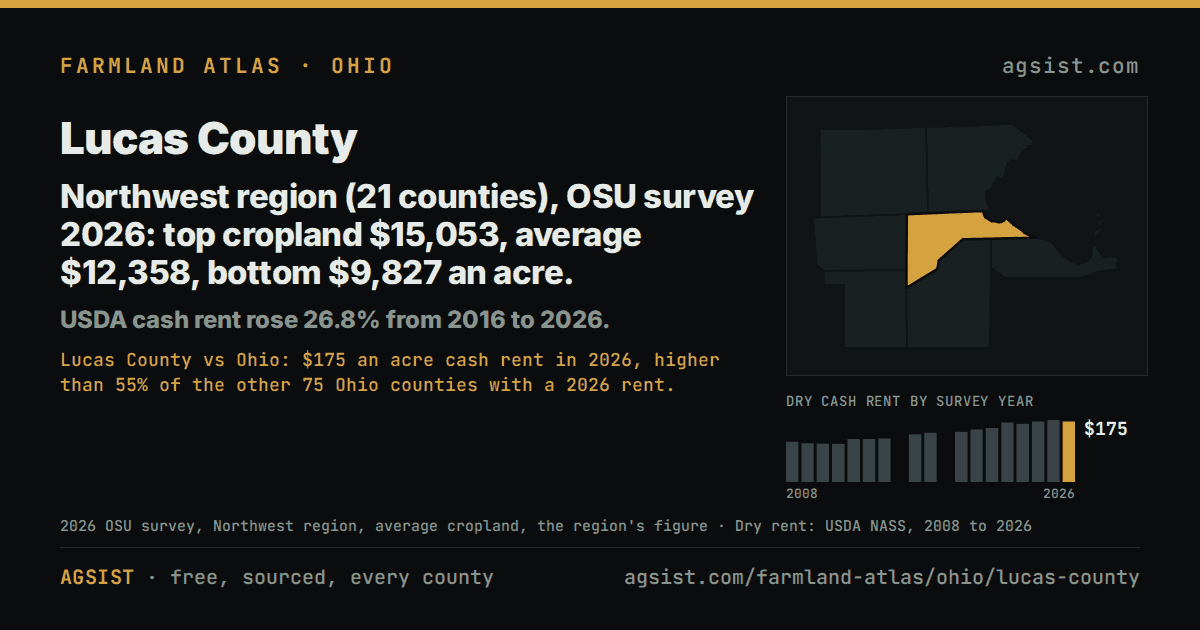 FARMLAND ATLAS · OHIO
agsist.com
Lucas County
Northwest region (21 counties), OSU survey
2026: top cropland $15,053, average
$12,358, bottom $9,827 an acre.
USDA cash rent rose 26.8% from 2016 to 2026.
Lucas County vs Ohio: $175 an acre cash rent in 2026, higher
than 55% of the other 75 Ohio counties with a 2026 rent.
DRY CASH RENT BY SURVEY YEAR
$175
2008
2026
2026 OSU survey, Northwest region, average cropland, the region's figure · Dry rent: USDA NASS, 2008 to 2026
AGSIST · free, sourced, every county
agsist.com/farmland-atlas/ohio/lucas-county